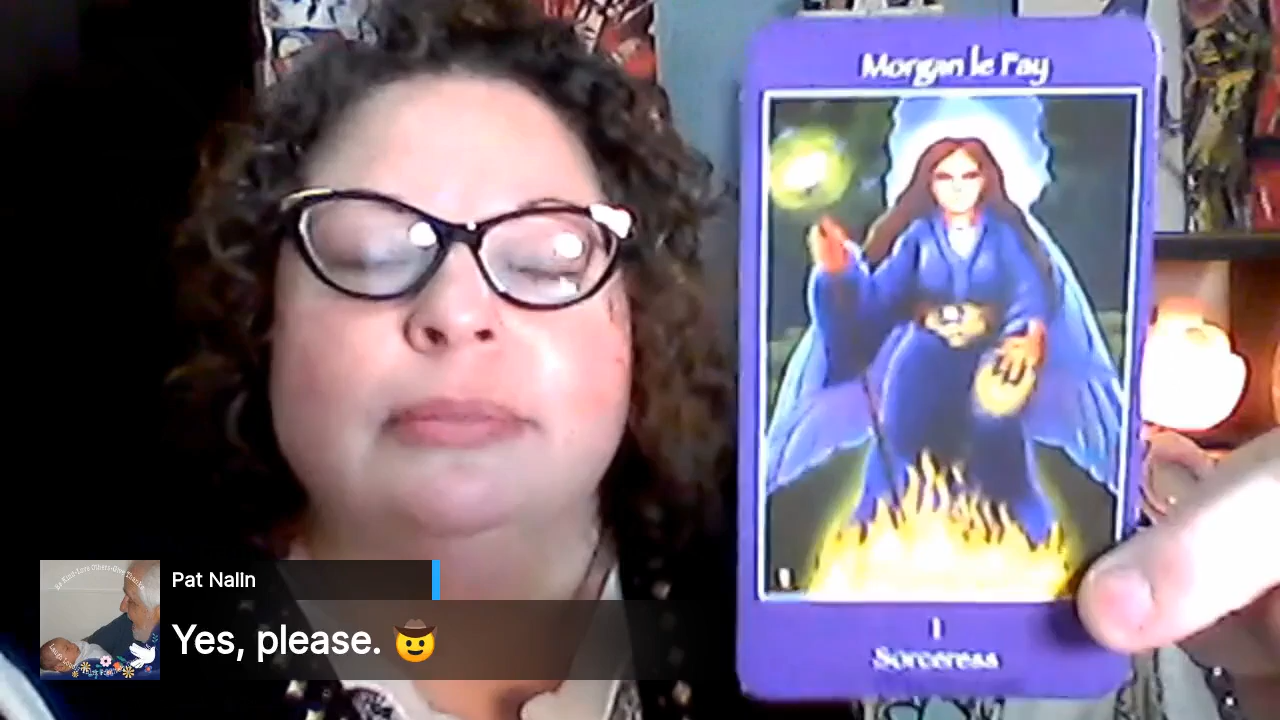 Morgan le Fay
I
Sorceress
Pat Nalin
Yes, please. 🤠